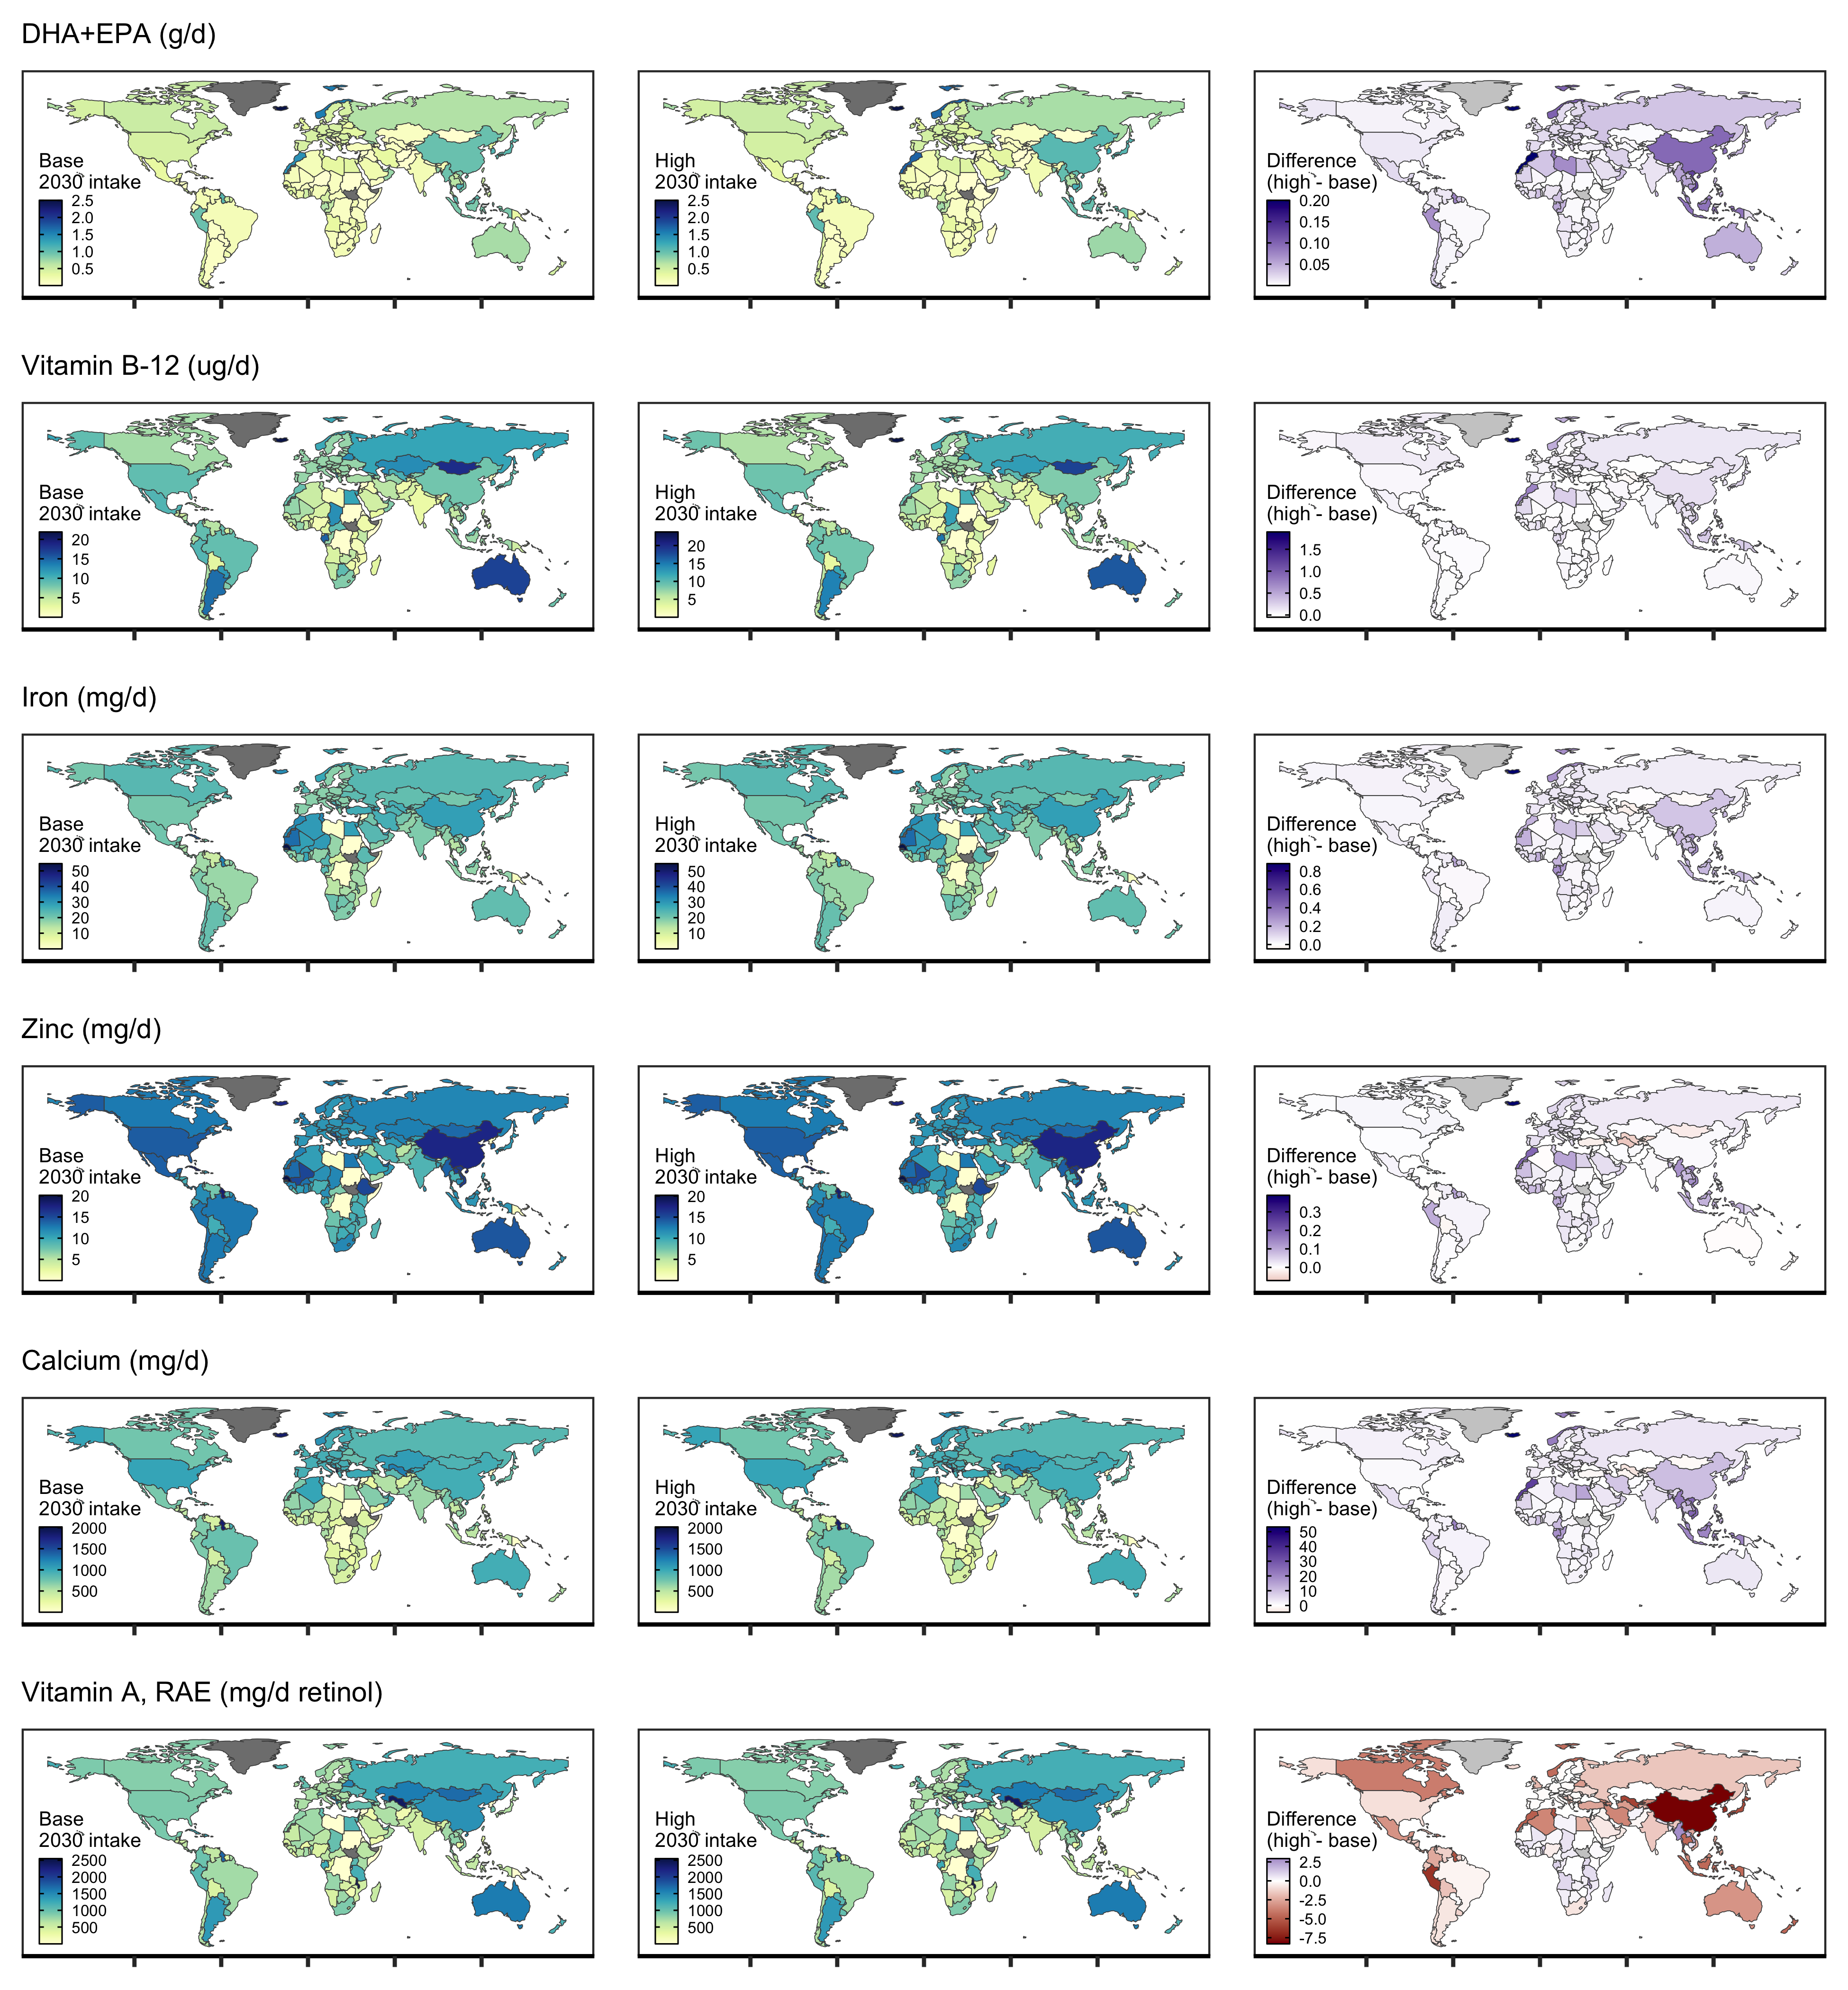 DHA+EPA (g/d)
Base
2030 intake
2.5
2.0
1.5
1.0
0.5
High
2030 intake
2.5
2.0
1.5
1.0
0.5
Difference
(high - base)
0.20
0.15
0.10
0.05
Vitamin B-12 (ug/d)
Base
2030 intake
20
15
10
5
High
2030 intake
20
15
10
5
Difference
(high - base)
1.5
1.0
0.5
0.0
Iron (mg/d)
Base
2030 intake
50
40
30
20
10
High
2030 intake
50
40
30
20
10
Difference
(high - base)
0.8
0.6
0.4
0.2
0.0
Zinc (mg/d)
Base
2030 intake
20
15
10
5
High
2030 intake
20
15
10
5
Difference
(high - base)
0.3
0.2
0.1
0.0
Calcium (mg/d)
Base
2030 intake
2000
1500
1000
500
High
2030 intake
2000
1500
1000
500
Difference
(high - base)
50
40
30
20
10
0
Vitamin A, RAE (mg/d retinol)
Base
2030 intake
2500
2000
1500
1000
500
High
2030 intake
2500
2000
1500
1000
500
Difference
(high - base)
2.5
0.0
-2.5
-5.0
-7.5